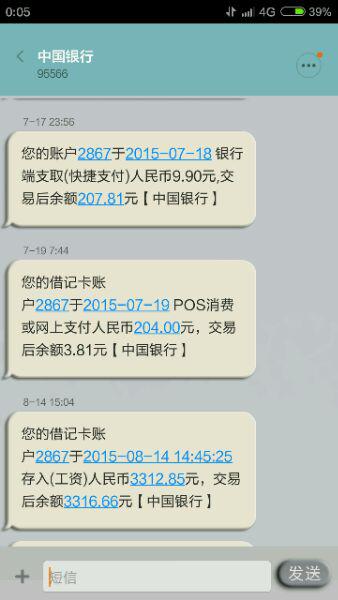 0:05 4G 39%
中国银行
95566
7-17 23:56
您的账户2867于2015-07-18 银行
端支取(快捷支付)人民币9.90元,交
易后余额207.81元【中国银行】
7-19 7:44
您的借记卡账
户2867于2015-07-19 POS消费
或网上支付人民币204.00元，交易
后余额3.81元【中国银行】
8-14 15:04
您的借记卡账
户2867于2015-08-14 14:45:25
存入(工资)人民币3312.85元，交易
后余额3316.66元【中国银行】
短信
发送